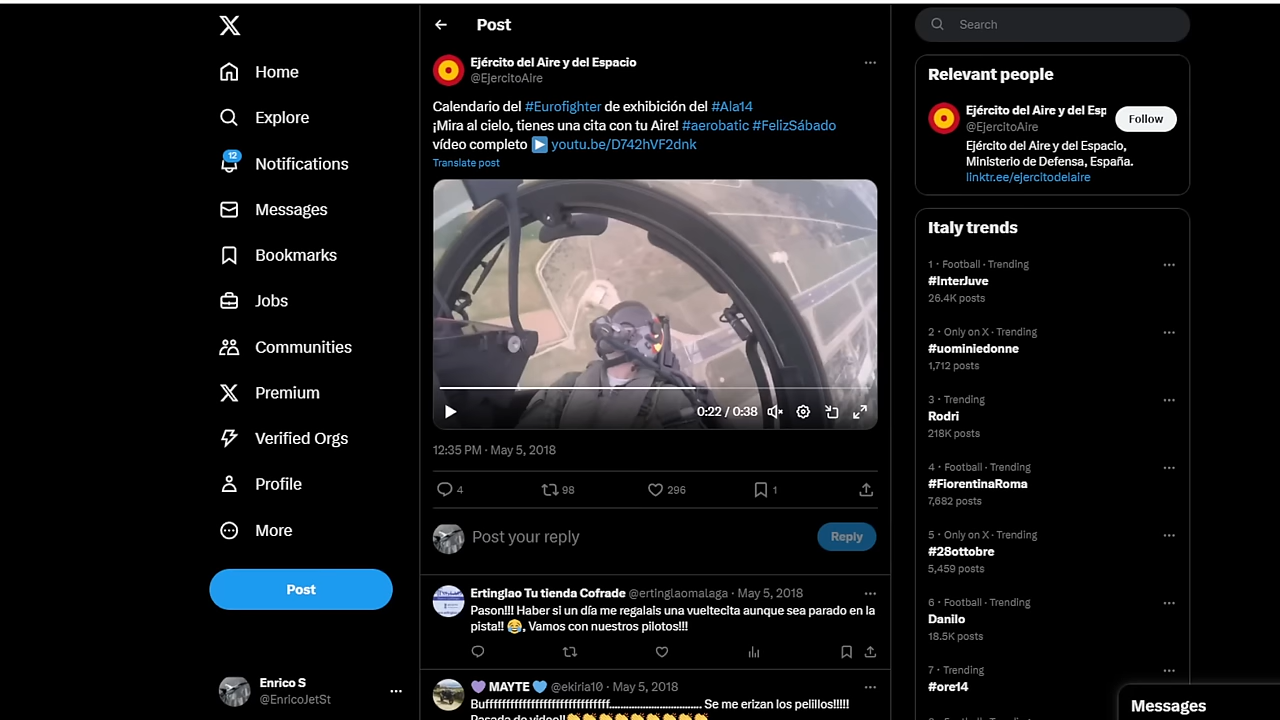 Home
Explore
12
Notifications
Messages
Bookmarks
Jobs
Communities
Premium
Verified Orgs
Profile
More
Post
Enrico S
@EnricoJetSt
Post
Ejército del Aire y del Espacio
@EjercitoAire
Calendario del #Eurofighter de exhibición del #Ala14
¡Mira al cielo, tienes una cita con tu Aire! #aerobatic #FelizSábado
vídeo completo ▶️ youtu.be/D742hVF2dnk
Translate post
0:22 / 0:38
12:35 PM · May 5, 2018
4 98 296 1
Post your reply
Reply
Ertinglao Tu tienda Cofrade @ertinglaomalaga · May 5, 2018
Pason!!! Haber si un día me regalais una vueltecita aunque sea parado en la
pista!! 😂, Vamos con nuestros pilotos!!!
💜 MAYTE 💙 @ekiria10 · May 5, 2018
Se me erizan los pelillos!!!!!
Pasada de video!!👏👏👏👏👏👏👏👏👏
Search
Relevant people
Ejército del Aire y del Esp
@EjercitoAire
Follow
Ejército del Aire y del Espacio,
Ministerio de Defensa, España.
linktr.ee/ejercitodelaire
Italy trends
1 · Football · Trending
#InterJuve
26.4K posts
2 · Only on X · Trending
#uominiedonne
1,712 posts
3 · Trending
Rodri
218K posts
4 · Football · Trending
#FiorentinaRoma
7,682 posts
5 · Only on X · Trending
#28ottobre
5,459 posts
6 · Football · Trending
Danilo
18.5K posts
7 · Trending
#ore14
Messages